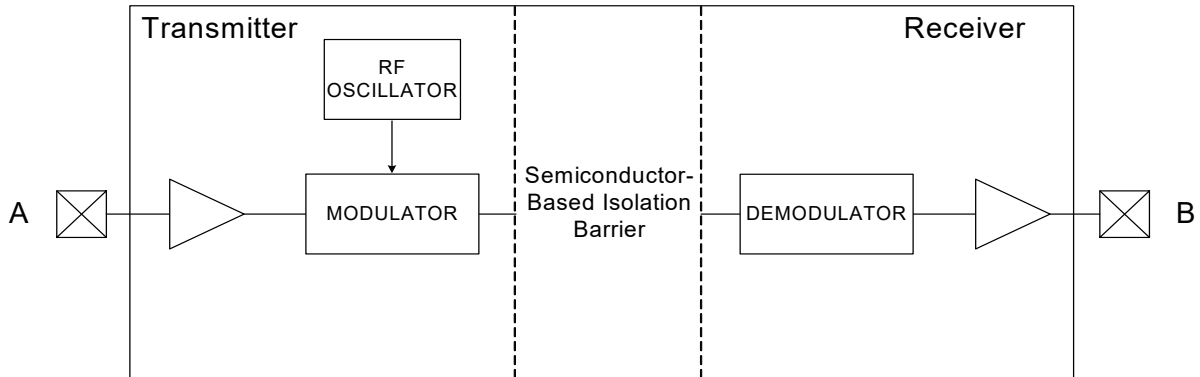 Transmitter
Receiver
RF
OSCILLATOR
A
MODULATOR
Semiconductor-
Based Isolation
Barrier
DEMODULATOR
B